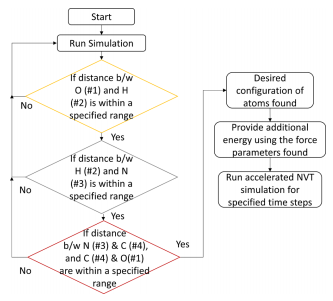 Start
Run Simulation
If distance b/w
O (#1) and H
(#2) is within a
specified range
No
Yes
If distance b/w
H (#2) and N
(#3) is within a
specified range
No
Yes
If distance
b/w N (#3) & C (#4),
and C (#4) & O(#1)
are within a specified
range
No
Yes
Desired
configuration of
atoms found
Provide additional
energy using the force
parameters found
Run accelerated NVT
simulation for
specified time steps